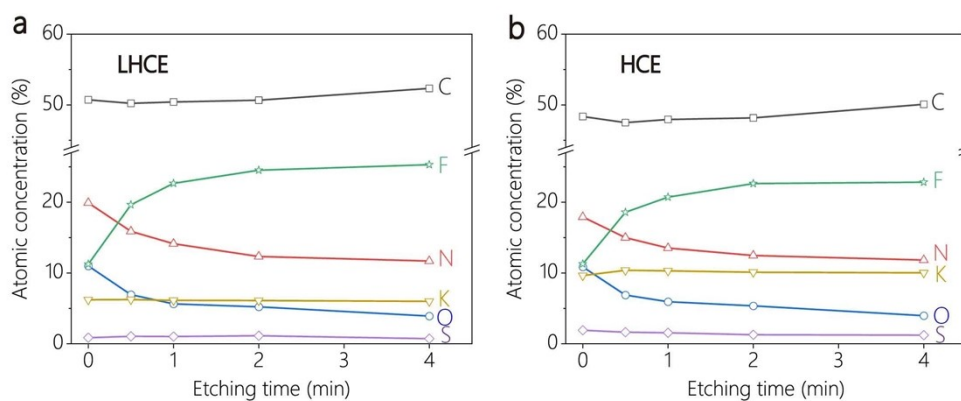 a
LHCE
Atomic concentration (%)
60
50
20
10
0
C
F
N
K
O
S
0 1 2 3 4
Etching time (min)
b
HCE
Atomic concentration (%)
60
50
20
10
0
C
F
N
K
O
S
0 1 2 3 4
Etching time (min)